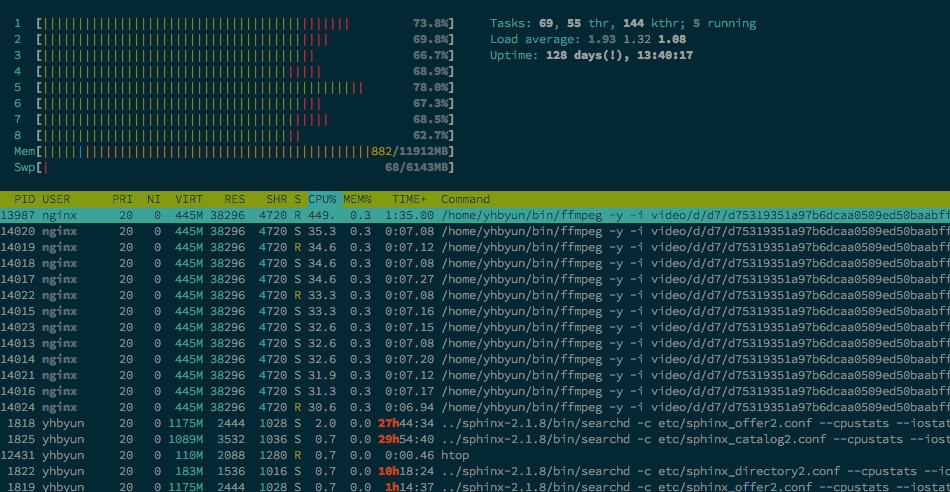 1 [ 73.8%] Tasks: 69, 55 thr, 144 kthr; 5 running
2 [ 69.8%] Load average: 1.93 1.32 1.08
3 [ 66.7%] Uptime: 128 days(!), 13:40:17
4 [ 68.9%]
5 [ 78.0%]
6 [ 67.3%]
7 [ 68.5%]
8 [ 62.7%]
Mem[ 882/11912MB]
Swp[ 68/6143MB]
PID USER PRI NI VIRT RES SHR S CPU% MEM% TIME+ Command
13987 nginx 20 0 445M 38296 4720 R 449. 0.3 1:35.00 /home/yhbyun/bin/ffmpeg -y -i video/d/d7/d75319351a97b6dcaa0509ed50baabff
14020 nginx 20 0 445M 38296 4720 S 35.3 0.3 0:07.08 /home/yhbyun/bin/ffmpeg -y -i video/d/d7/d75319351a97b6dcaa0509ed50baabff
14019 nginx 20 0 445M 38296 4720 R 34.6 0.3 0:07.12 /home/yhbyun/bin/ffmpeg -y -i video/d/d7/d75319351a97b6dcaa0509ed50baabff
14018 nginx 20 0 445M 38296 4720 S 34.6 0.3 0:07.08 /home/yhbyun/bin/ffmpeg -y -i video/d/d7/d75319351a97b6dcaa0509ed50baabff
14017 nginx 20 0 445M 38296 4720 S 34.6 0.3 0:07.27 /home/yhbyun/bin/ffmpeg -y -i video/d/d7/d75319351a97b6dcaa0509ed50baabff
14022 nginx 20 0 445M 38296 4720 R 33.3 0.3 0:07.08 /home/yhbyun/bin/ffmpeg -y -i video/d/d7/d75319351a97b6dcaa0509ed50baabff
14015 nginx 20 0 445M 38296 4720 S 33.3 0.3 0:07.16 /home/yhbyun/bin/ffmpeg -y -i video/d/d7/d75319351a97b6dcaa0509ed50baabff
14023 nginx 20 0 445M 38296 4720 S 32.6 0.3 0:07.15 /home/yhbyun/bin/ffmpeg -y -i video/d/d7/d75319351a97b6dcaa0509ed50baabff
14013 nginx 20 0 445M 38296 4720 S 32.6 0.3 0:07.08 /home/yhbyun/bin/ffmpeg -y -i video/d/d7/d75319351a97b6dcaa0509ed50baabff
14014 nginx 20 0 445M 38296 4720 S 32.6 0.3 0:07.20 /home/yhbyun/bin/ffmpeg -y -i video/d/d7/d75319351a97b6dcaa0509ed50baabff
14021 nginx 20 0 445M 38296 4720 S 31.9 0.3 0:07.12 /home/yhbyun/bin/ffmpeg -y -i video/d/d7/d75319351a97b6dcaa0509ed50baabff
14016 nginx 20 0 445M 38296 4720 S 31.3 0.3 0:07.17 /home/yhbyun/bin/ffmpeg -y -i video/d/d7/d75319351a97b6dcaa0509ed50baabff
14024 nginx 20 0 445M 38296 4720 R 30.6 0.3 0:06.94 /home/yhbyun/bin/ffmpeg -y -i video/d/d7/d75319351a97b6dcaa0509ed50baabff
1818 yhbyun 20 0 1175M 2444 1028 S 2.0 0.0 27h44:34 ../sphinx-2.1.8/bin/searchd -c etc/sphinx_offer2.conf --cpustats --iostat
1825 yhbyun 20 0 1089M 3532 1036 S 0.7 0.0 29h54:40 ../sphinx-2.1.8/bin/searchd -c etc/sphinx_catalog2.conf --cpustats --iost
12431 yhbyun 20 0 110M 2088 1280 R 0.7 0.0 0:00.46 htop
1822 yhbyun 20 0 183M 1536 1016 S 0.7 0.0 10h18:24 ../sphinx-2.1.8/bin/searchd -c etc/sphinx_directory2.conf --cpustats --io
1819 yhbyun 20 0 1175M 2444 1028 S 0.7 0.0 1h14:37 ../sphinx-2.1.8/bin/searchd -c etc/sphinx_offer2.conf --cpustats --iostat